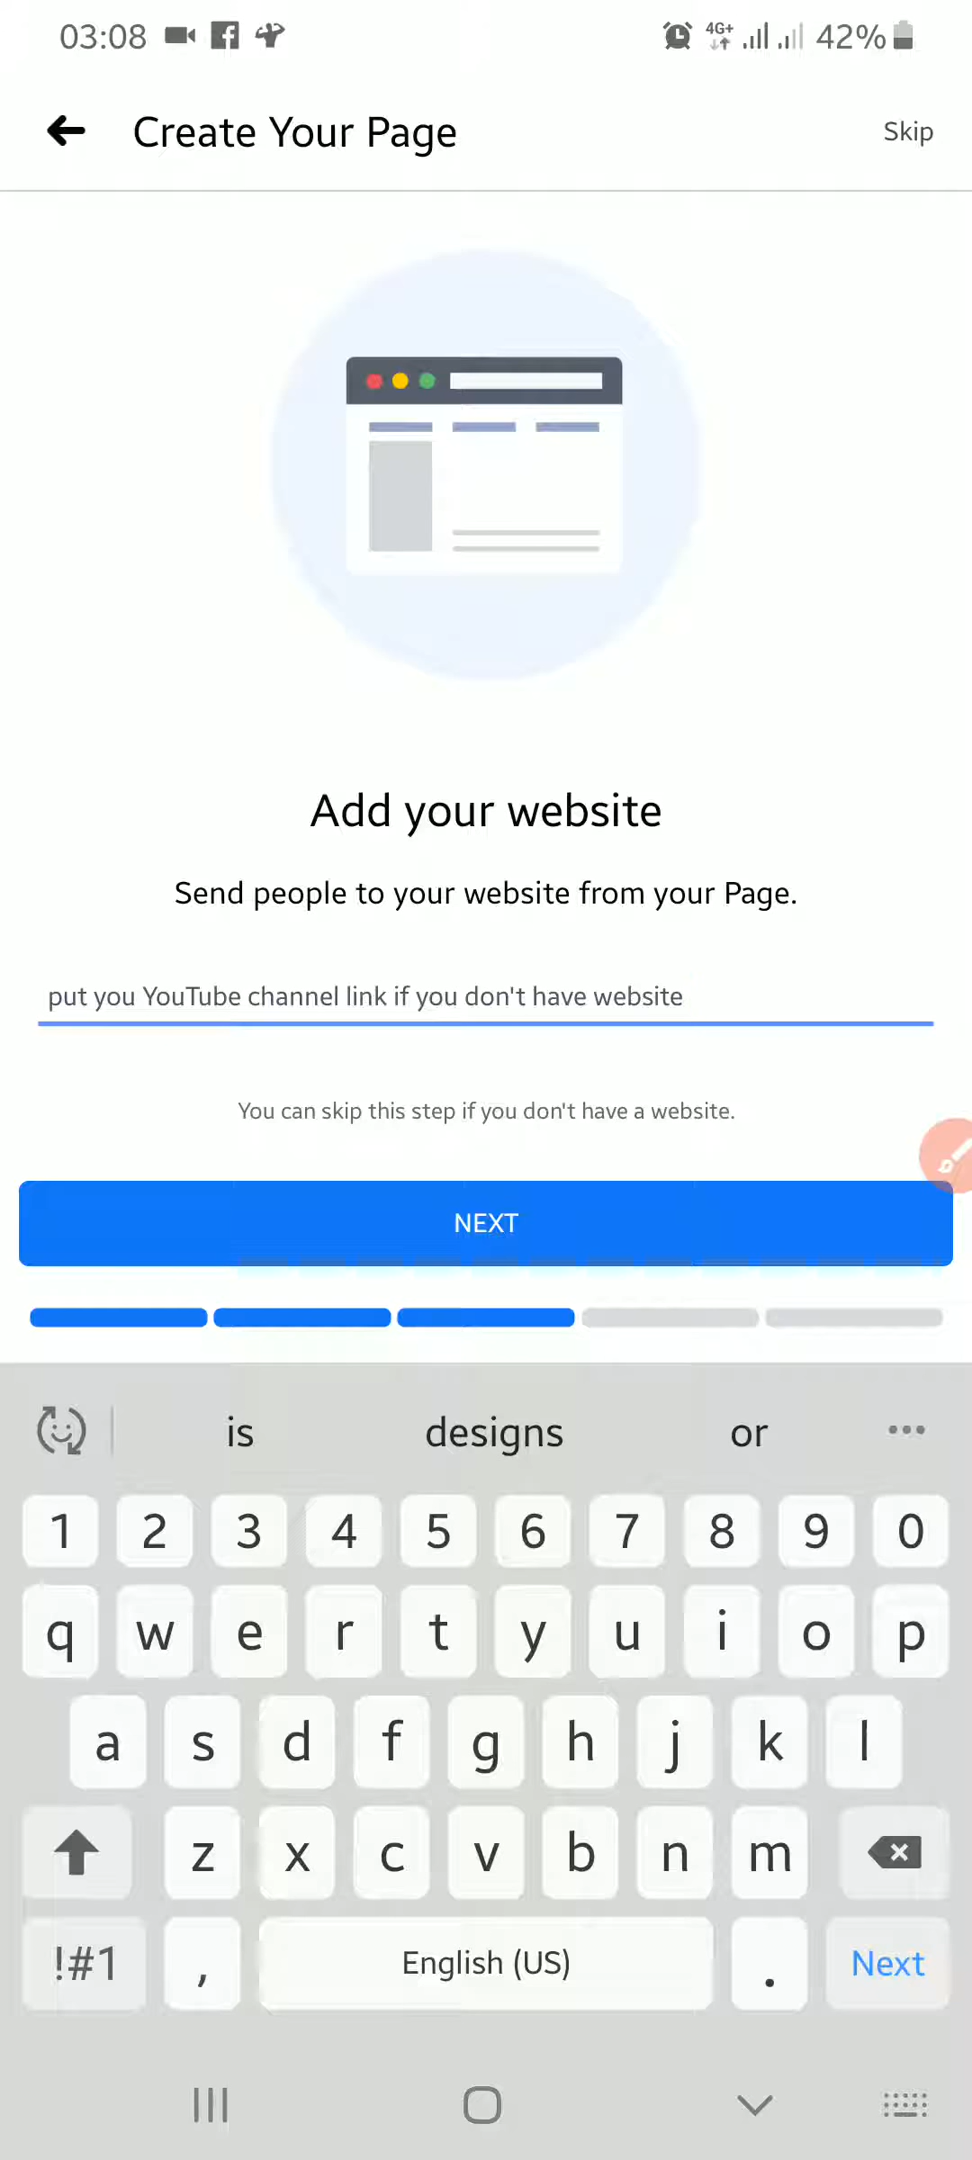 03:08 4G+ 42%
Create Your Page Skip
Add your website
Send people to your website from your Page.
put you YouTube channel link if you don't have website
You can skip this step if you don't have a website.
NEXT
is designs or
1 2 3 4 5 6 7 8 9 0
q w e r t y u i o p
a s d f g h j k l
z x c v b n m
!#1 , English (US) . Next